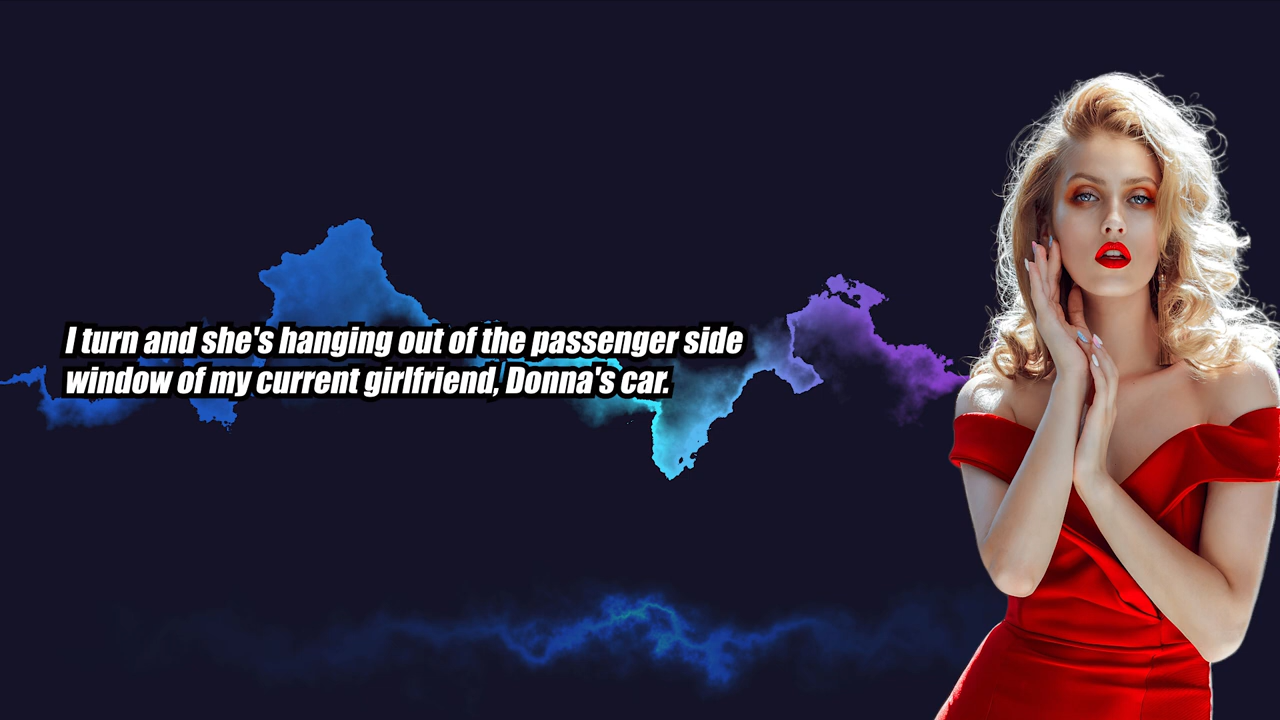 I turn and she's hanging out of the passenger side
window of my current girlfriend, Donna's car.